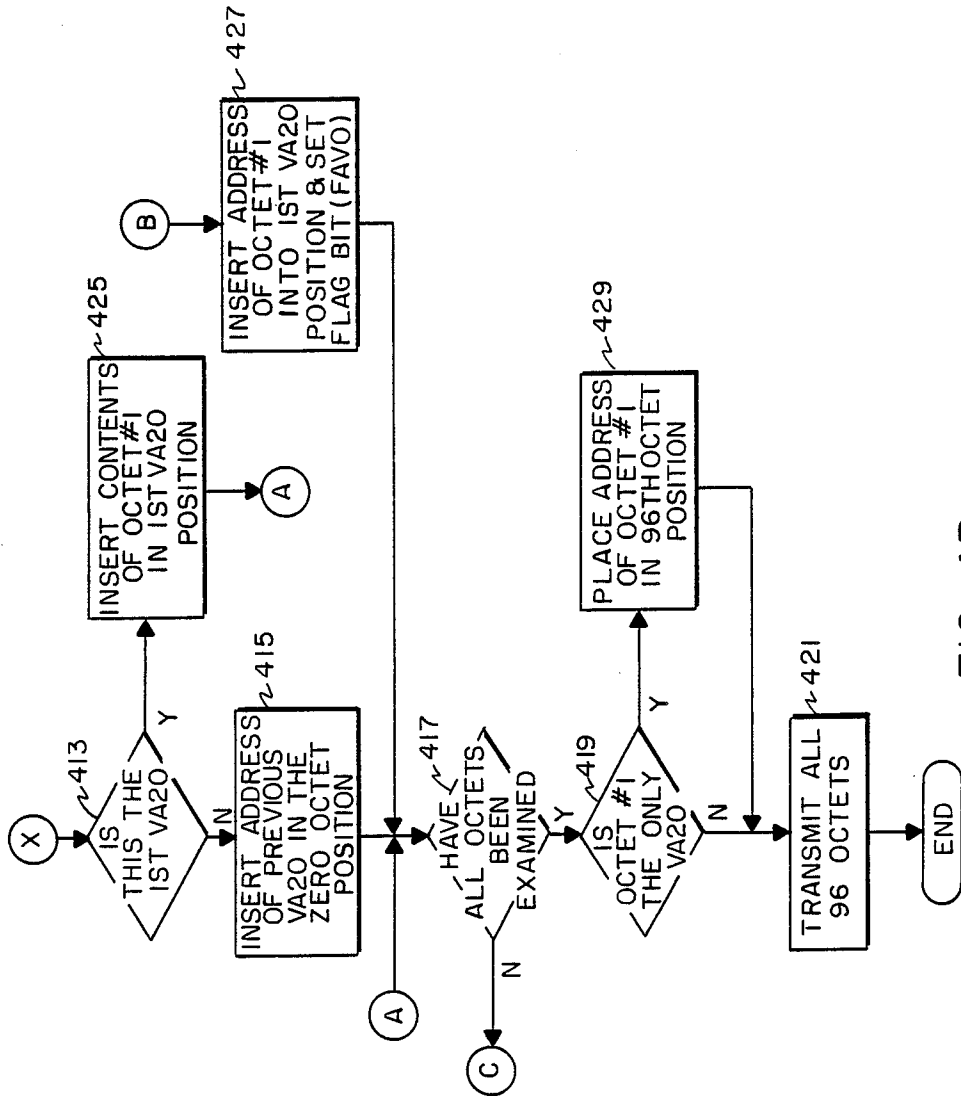 X
413
IS
THIS THE
1ST VA20
Y
N
425
INSERT CONTENTS
OF OCTET #1
IN 1ST VA20
POSITION
A
B
427
INSERT ADDRESS
OF OCTET #1
INTO 1ST VA20
POSITION & SET
FLAG BIT (FAVO)
415
INSERT ADDRESS
OF PREVIOUS
VA20 IN THE
ZERO OCTET
POSITION
A
417
HAVE
ALL OCTETS
BEEN
EXAMINED
N
Y
C
419
IS
OCTET #1
THE ONLY
VA20
Y
N
429
PLACE ADDRESS
OF OCTET #1
IN 96TH OCTET
POSITION
421
TRANSMIT ALL
96 OCTETS
END